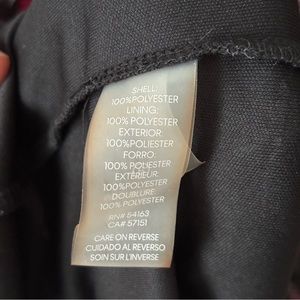 SHELL:
100%POLYESTER
LINING:
100% POLYESTER
EXTERIOR:
100%POLIESTER
FORRO:
100% POLIESTER
EXTÉRIEUR:
100%POLYESTER
DOUBLURE
100% POLYESTER
RN# 54163
CA# 57151
CARE ON REVERSE
CUIDADO AL REVERSO
SOIN SUR L'INVERSE